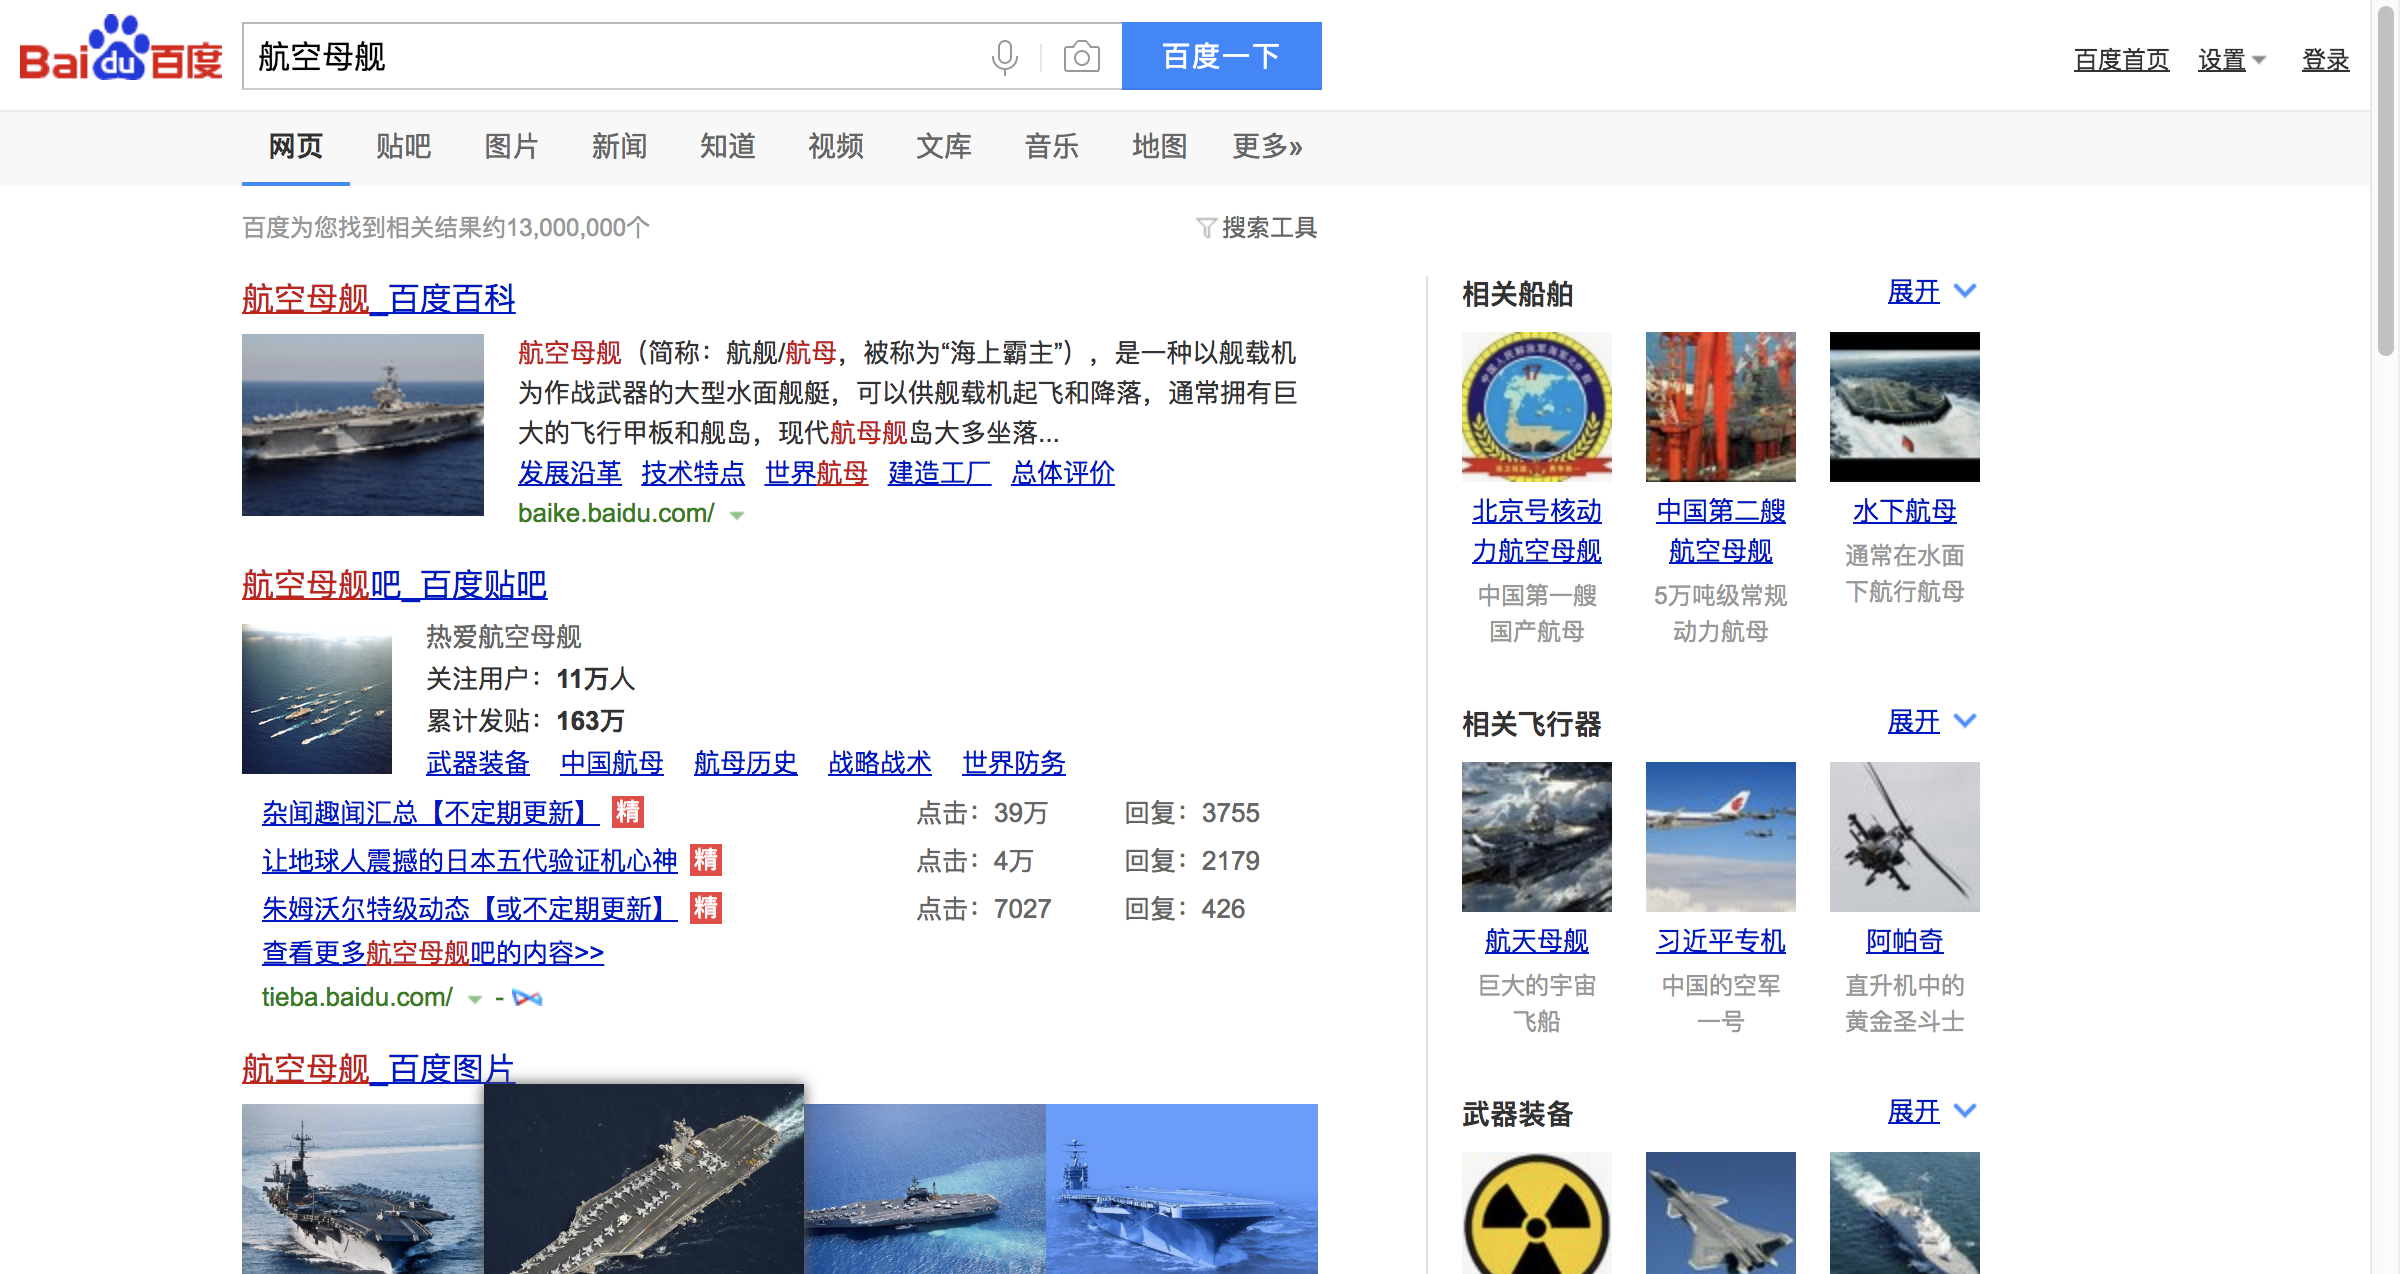 Bai du 百度
航空母舰
百度一下
百度首页 设置 登录
网页 贴吧 图片 新闻 知道 视频 文库 音乐 地图 更多»
百度为您找到相关结果约13,000,000个
搜索工具
航空母舰_百度百科
航空母舰（简称：航舰/航母，被称为“海上霸主”），是一种以舰载机
为作战武器的大型水面舰艇，可以供舰载机起飞和降落，通常拥有巨
大的飞行甲板和舰岛，现代航母舰岛大多坐落...
发展沿革 技术特点 世界航母 建造工厂 总体评价
baike.baidu.com/
航空母舰吧_百度贴吧
热爱航空母舰
关注用户：11万人
累计发贴：163万
武器装备 中国航母 航母历史 战略战术 世界防务
杂闻趣闻汇总【不定期更新】 精 点击：39万 回复：3755
让地球人震撼的日本五代验证机心神 精 点击：4万 回复：2179
朱姆沃尔特级动态【或不定期更新】 精 点击：7027 回复：426
查看更多航空母舰吧的内容>>
tieba.baidu.com/ -
航空母舰_百度图片
相关船舶 展开
17
北京号核动
力航空母舰
中国第一艘
国产航母
中国第二艘
航空母舰
5万吨级常规
动力航母
水下航母
通常在水面
下航行航母
相关飞行器 展开
航天母舰
巨大的宇宙
飞船
习近平专机
中国的空军
一号
阿帕奇
直升机中的
黄金圣斗士
武器装备 展开